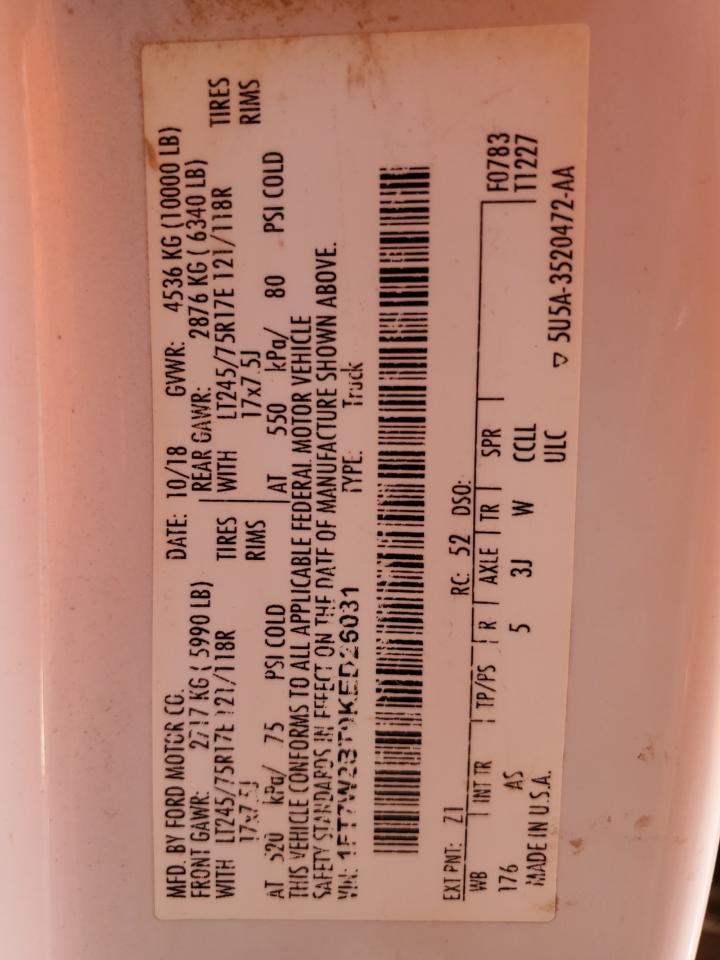 MFD. BY FORD MOTOR CO.
DATE: 10/18 GVWR: 4536 KG (10000 LB)
FRONT GAWR: 2717 KG ( 5990 LB)
REAR GAWR: 2876 KG ( 6340 LB)
WITH LT245/75R17E 121/118R TIRES
WITH LT245/75R17E 121/118R TIRES
17x7.5J RIMS
17x7.5J RIMS
AT 520 kPa/ 75 PSI COLD
AT 550 kPa/ 80 PSI COLD
THIS VEHICLE CONFORMS TO ALL APPLICABLE FEDERAL MOTOR VEHICLE
SAFETY STANDARDS IN EFFECT ON THE DATE OF MANUFACTURE SHOWN ABOVE.
VIN: 1FT7W2BT9KED26031
TYPE: Truck
EXT PNT: Z1 RC: 52 DSO:
WB INT TR TP/PS R AXLE TR SPR F0783
T1227
176 AS 5 3J W CCLL
ULC
MADE IN U.S.A.
▽ 5U5A-3520472-AA